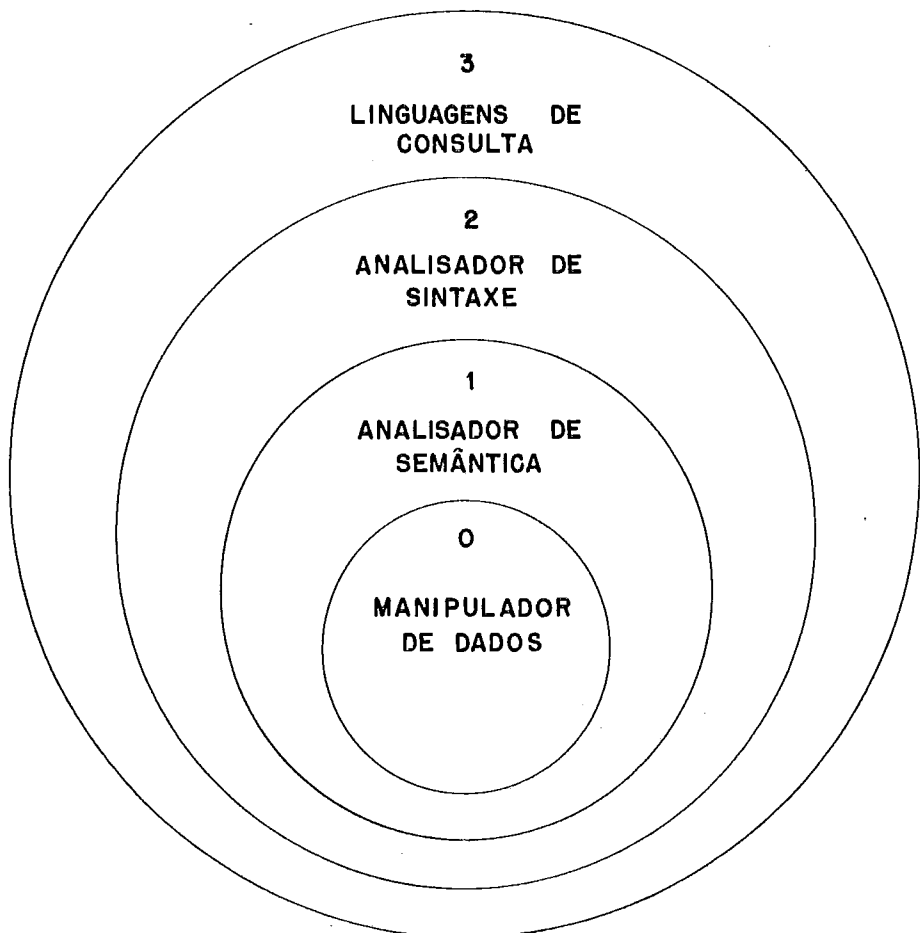 3
LINGUAGENS DE
CONSULTA
2
ANALISADOR DE
SINTAXE
1
ANALISADOR DE
SEMÂNTICA
0
MANIPULADOR
DE DADOS